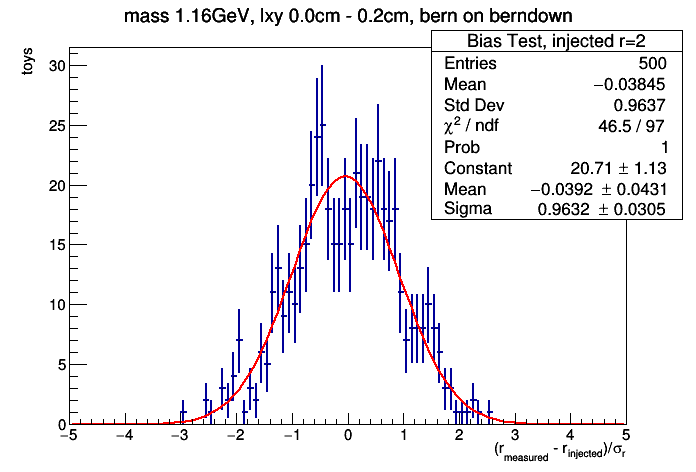 mass 1.16GeV, lxy 0.0cm - 0.2cm, bern on berndown
Bias Test, injected r=2
Entries 500
Mean −0.03845
Std Dev 0.9637
χ² / ndf 46.5 / 97
Prob 1
Constant 20.71 ± 1.13
Mean −0.0392 ± 0.0431
Sigma 0.9632 ± 0.0305
toys
30
25
20
15
10
5
0
−5 −4 −3 −2 −1 0 1 2 3 4 5
(r_measured - r_injected)/σ_r